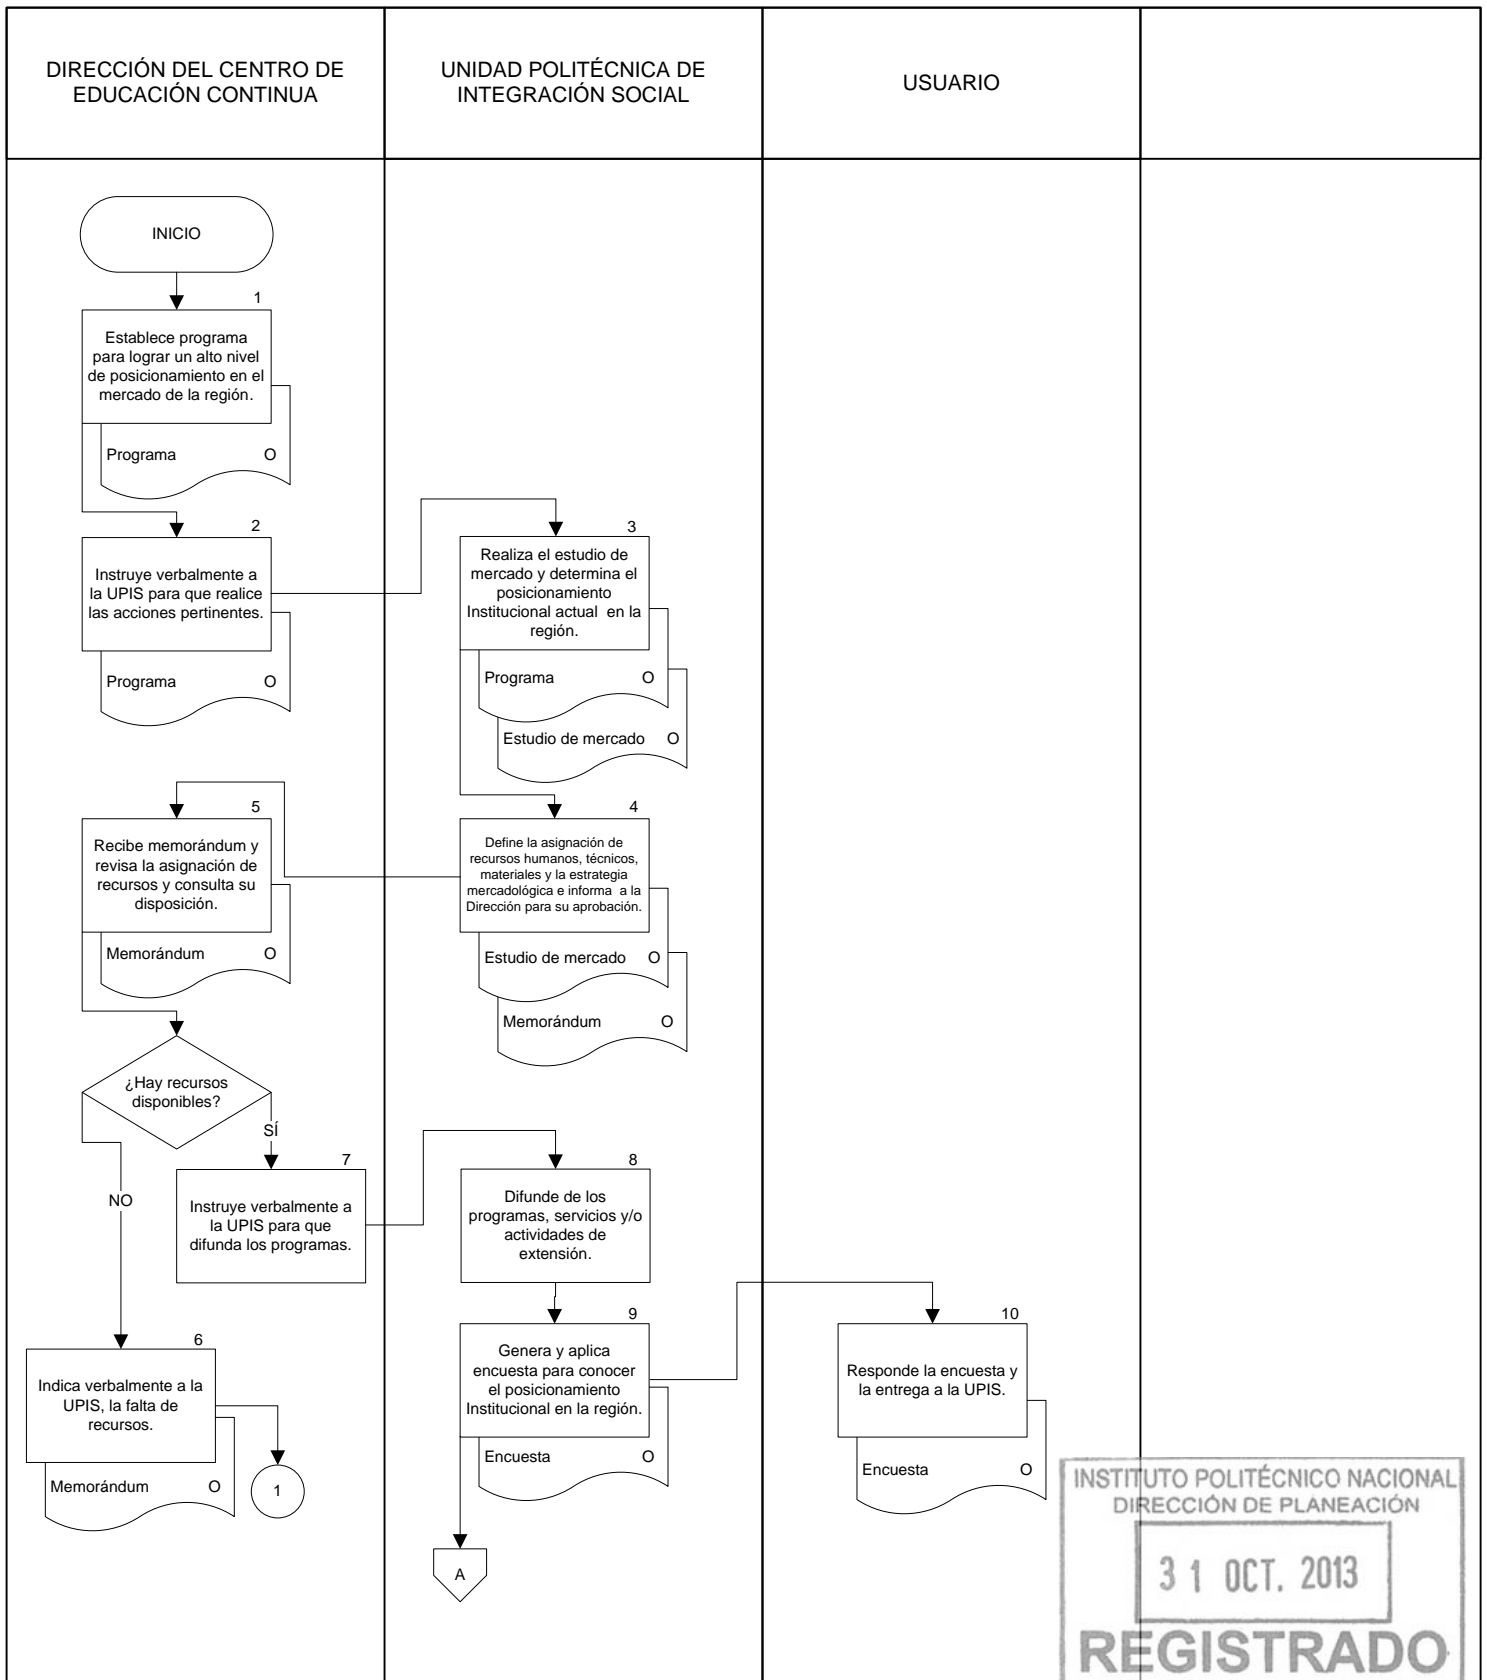 DIRECCIÓN DEL CENTRO DE
EDUCACIÓN CONTINUA
UNIDAD POLITÉCNICA DE
INTEGRACIÓN SOCIAL
USUARIO
INICIO
1
Establece programa
para lograr un alto nivel
de posicionamiento en el
mercado de la región.
Programa O
2
Instruye verbalmente a
la UPIS para que realice
las acciones pertinentes.
Programa O
3
Realiza el estudio de
mercado y determina el
posicionamiento
Institucional actual en la
región.
Programa O
Estudio de mercado O
4
Define la asignación de
recursos humanos, técnicos,
materiales y la estrategia
mercadológica e informa a la
Dirección para su aprobación.
Estudio de mercado O
Memorándum O
5
Recibe memorándum y
revisa la asignación de
recursos y consulta su
disposición.
Memorándum O
¿Hay recursos
disponibles?
SÍ
NO
6
Indica verbalmente a la
UPIS, la falta de
recursos.
Memorándum O
1
7
Instruye verbalmente a
la UPIS para que
difunda los programas.
8
Difunde de los
programas, servicios y/o
actividades de
extensión.
9
Genera y aplica
encuesta para conocer
el posicionamiento
Institucional en la región.
Encuesta O
A
10
Responde la encuesta y
la entrega a la UPIS.
Encuesta O
INSTITUTO POLITÉCNICO NACIONAL
DIRECCIÓN DE PLANEACIÓN
31 OCT. 2013
REGISTRADO